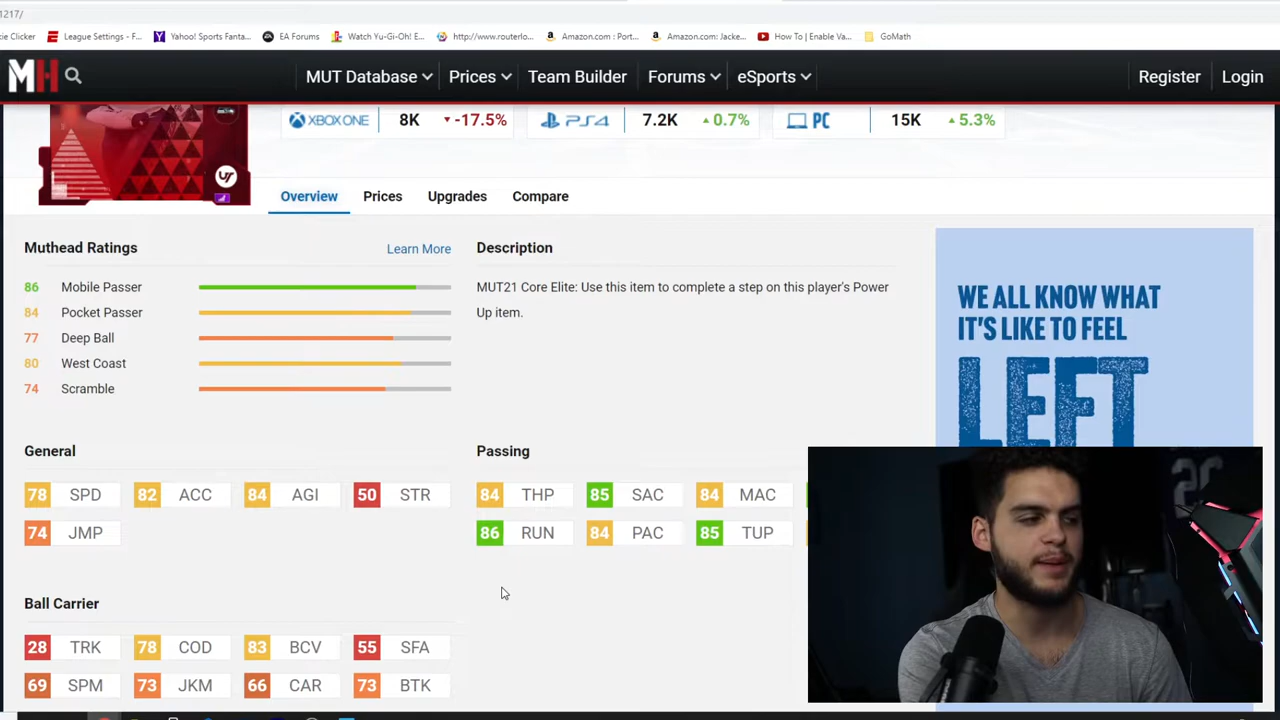 1217/
kie Clicker League Settings - F... Yahoo! Sports Fanta... EA Forums Watch Yu-Gi-Oh! E... http://www.routerlo... Amazon.com : Port... Amazon.com: Jacke... How To | Enable Va... GoMath
MH MUT Database Prices Team Builder Forums eSports Register Login
XBOX ONE 8K -17.5% PS4 7.2K 0.7% PC 15K 5.3%
UT
Overview Prices Upgrades Compare
Muthead Ratings Learn More
86 Mobile Passer
84 Pocket Passer
77 Deep Ball
80 West Coast
74 Scramble
Description
MUT21 Core Elite: Use this item to complete a step on this player's Power
Up item.
WE ALL KNOW WHAT
IT'S LIKE TO FEEL
LEFT
General
78 SPD 82 ACC 84 AGI 50 STR
74 JMP
Passing
84 THP 85 SAC 84 MAC
86 RUN 84 PAC 85 TUP
Ball Carrier
28 TRK 78 COD 83 BCV 55 SFA
69 SPM 73 JKM 66 CAR 73 BTK